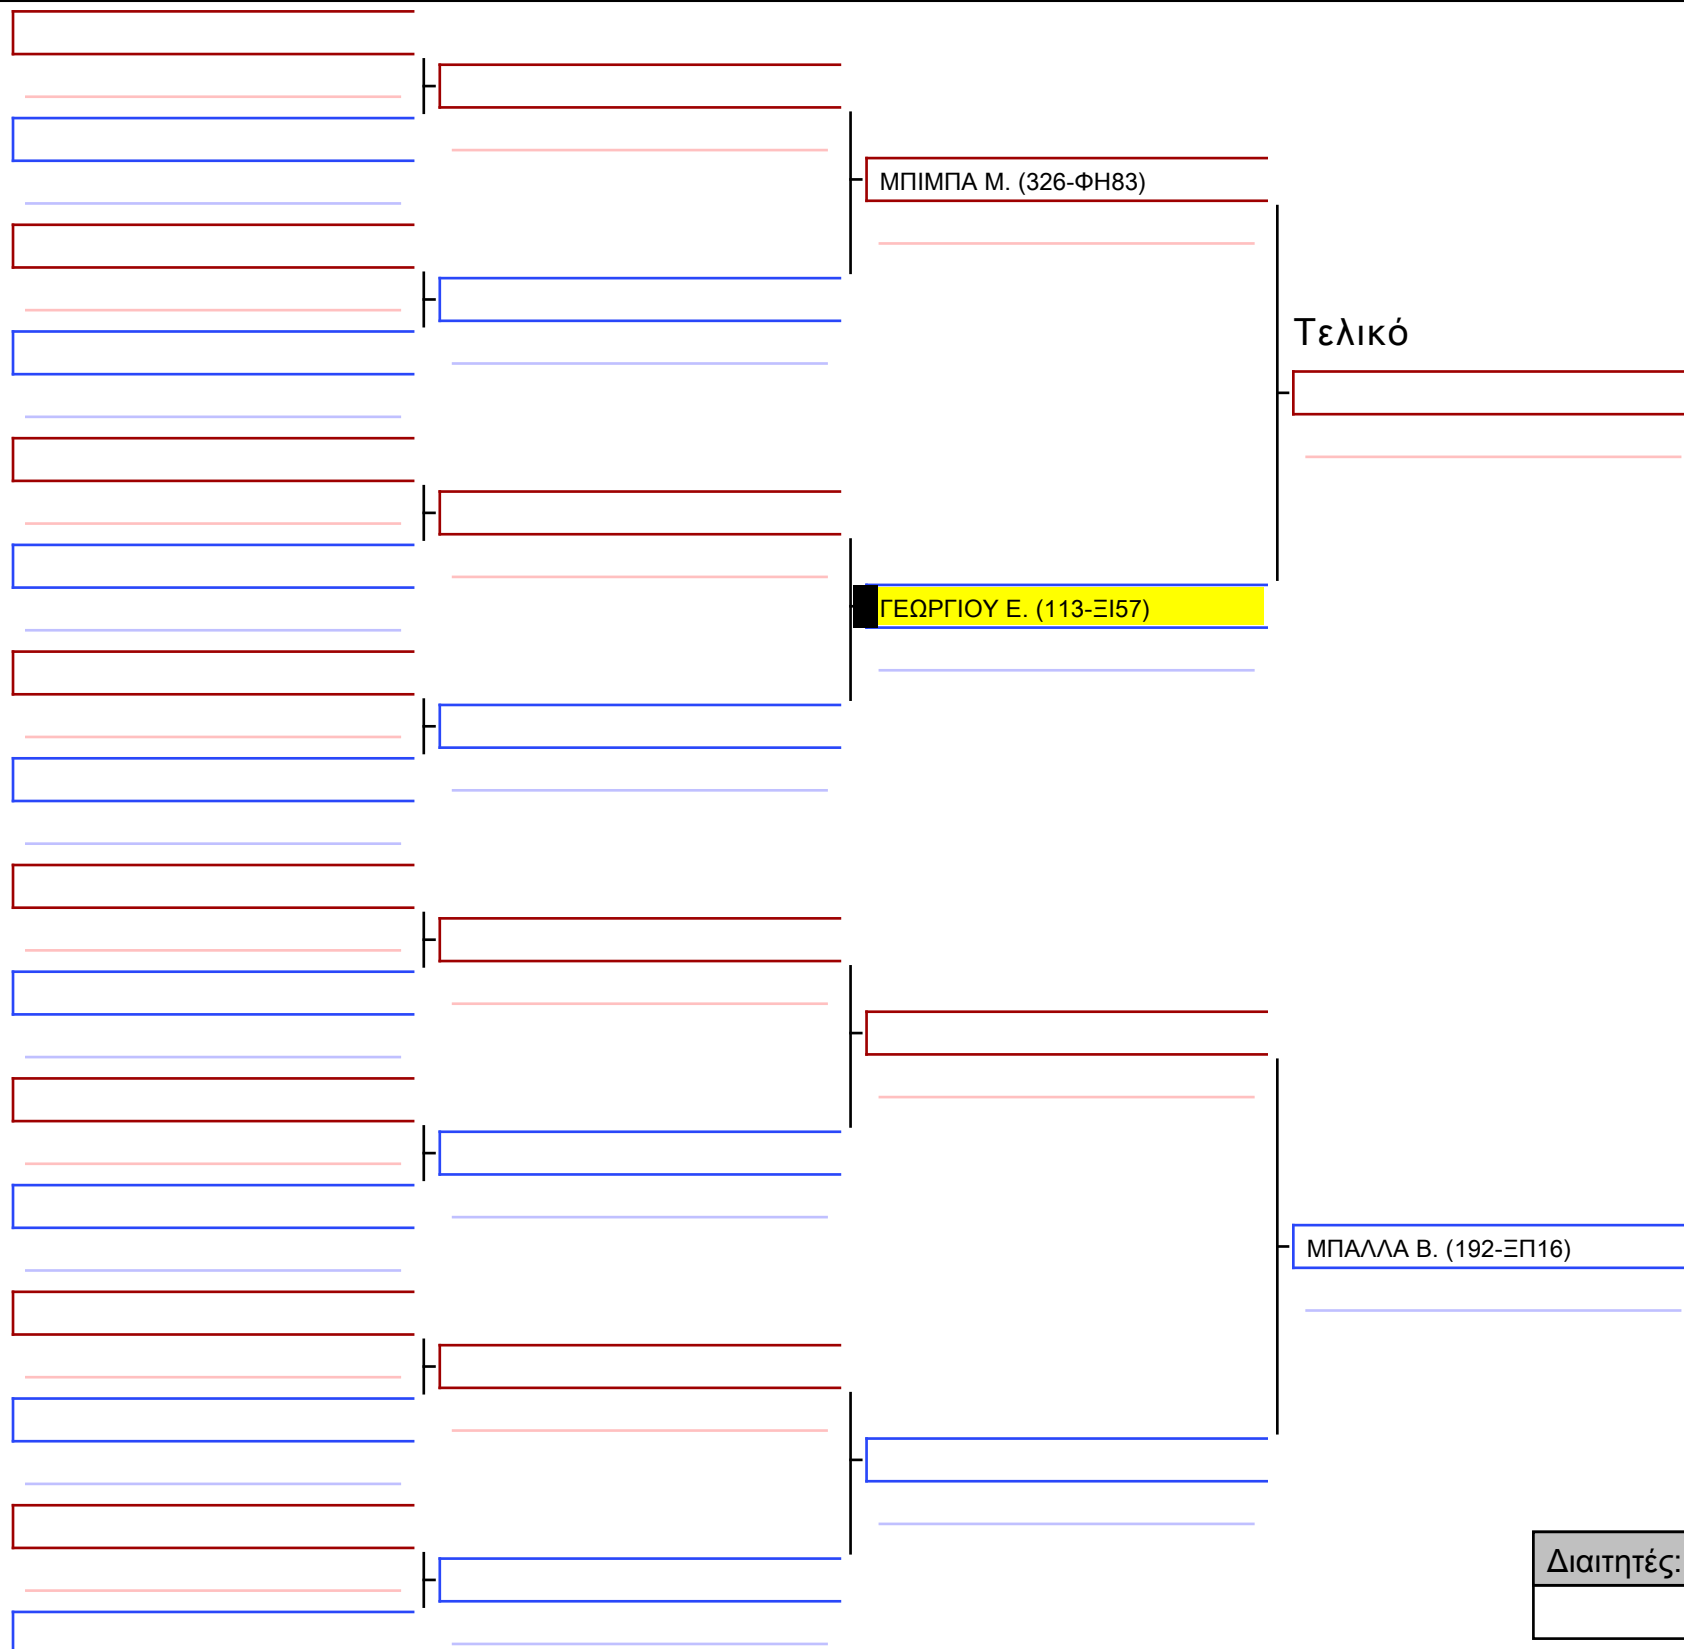 ΜΠΙΜΠΑ Μ. (326-ΦΗ83)
Τελικό
ΓΕΩΡΓΙΟΥ Ε. (113-ΞΙ57)
ΜΠΑΛΛΑ Β. (192-ΞΠ16)
Διαιτητές: